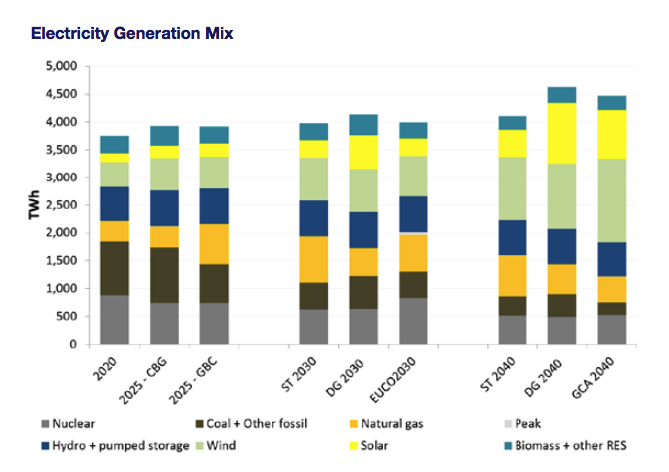 Electricity Generation Mix
5,000
4,500
4,000
3,500
3,000
2,500
2,000
1,500
1,000
500
0
TWh
2020
2025 - CBG
2025 - GBC
ST 2030
DG 2030
EUCO2030
ST 2040
DG 2040
GCA 2040
Nuclear Coal + Other fossil Natural gas Peak
Hydro + pumped storage Wind Solar Biomass + other RES